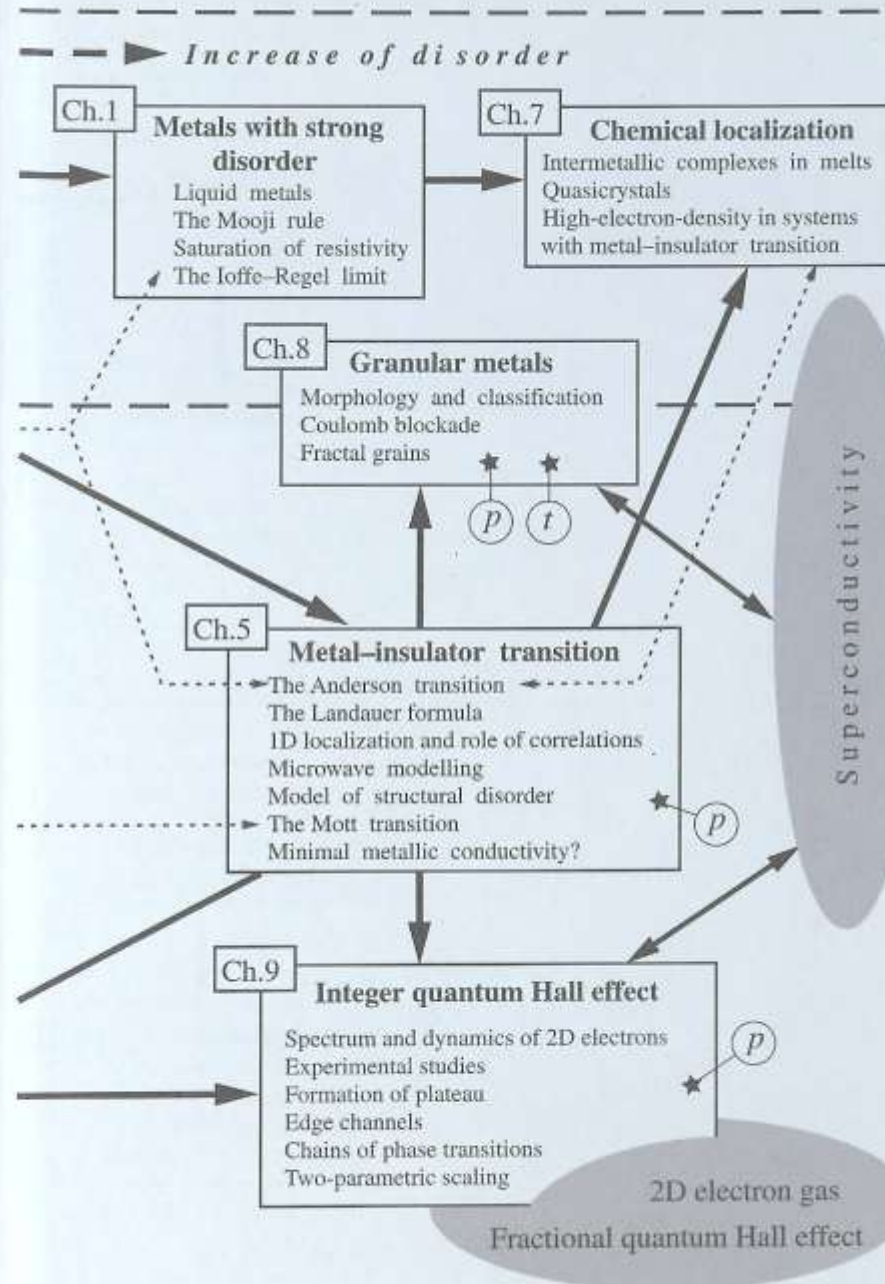 Increase of disorder
Ch.1
Metals with strong
disorder
Liquid metals
The Mooji rule
Saturation of resistivity
The Ioffe–Regel limit
Ch.7
Chemical localization
Intermetallic complexes in melts
Quasicrystals
High-electron-density in systems
with metal–insulator transition
Ch.8
Granular metals
Morphology and classification
Coulomb blockade
Fractal grains
p
t
Superconductivity
Ch.5
Metal–insulator transition
The Anderson transition
The Landauer formula
1D localization and role of correlations
Microwave modelling
Model of structural disorder
The Mott transition
Minimal metallic conductivity?
p
Ch.9
Integer quantum Hall effect
Spectrum and dynamics of 2D electrons
Experimental studies
Formation of plateau
Edge channels
Chains of phase transitions
Two-parametric scaling
p
2D electron gas
Fractional quantum Hall effect